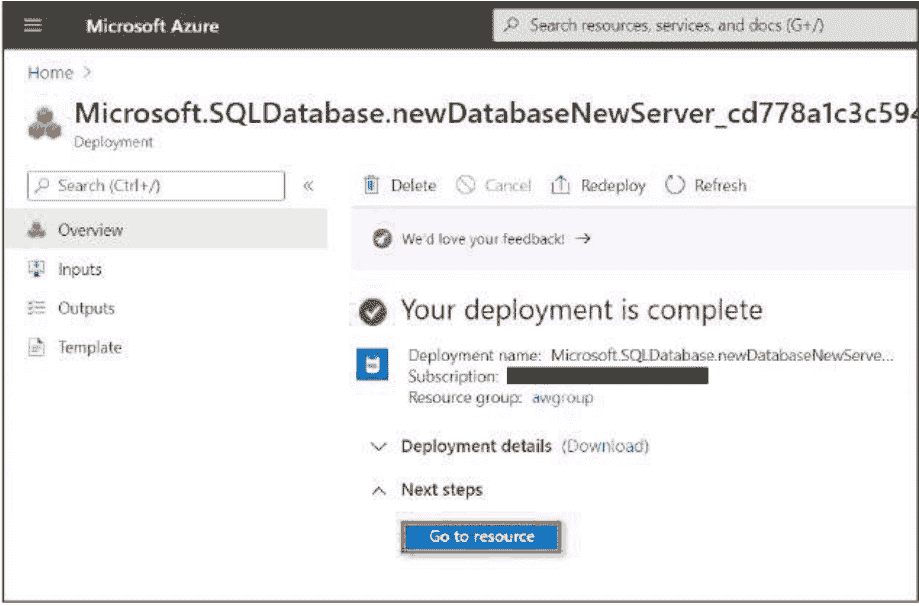 Microsoft Azure
Search resources, services, and docs (G+/)
Home >
Microsoft.SQLDatabase.newDatabaseNewServer_cd778a1c3c594
Deployment
Search (Ctrl+/)
«
Delete
Cancel
Redeploy
Refresh
Overview
Inputs
Outputs
Template
We'd love your feedback! →
Your deployment is complete
Deployment name: Microsoft.SQLDatabase.newDatabaseNewServe...
Subscription:
Resource group: awgroup
Deployment details (Download)
Next steps
Go to resource